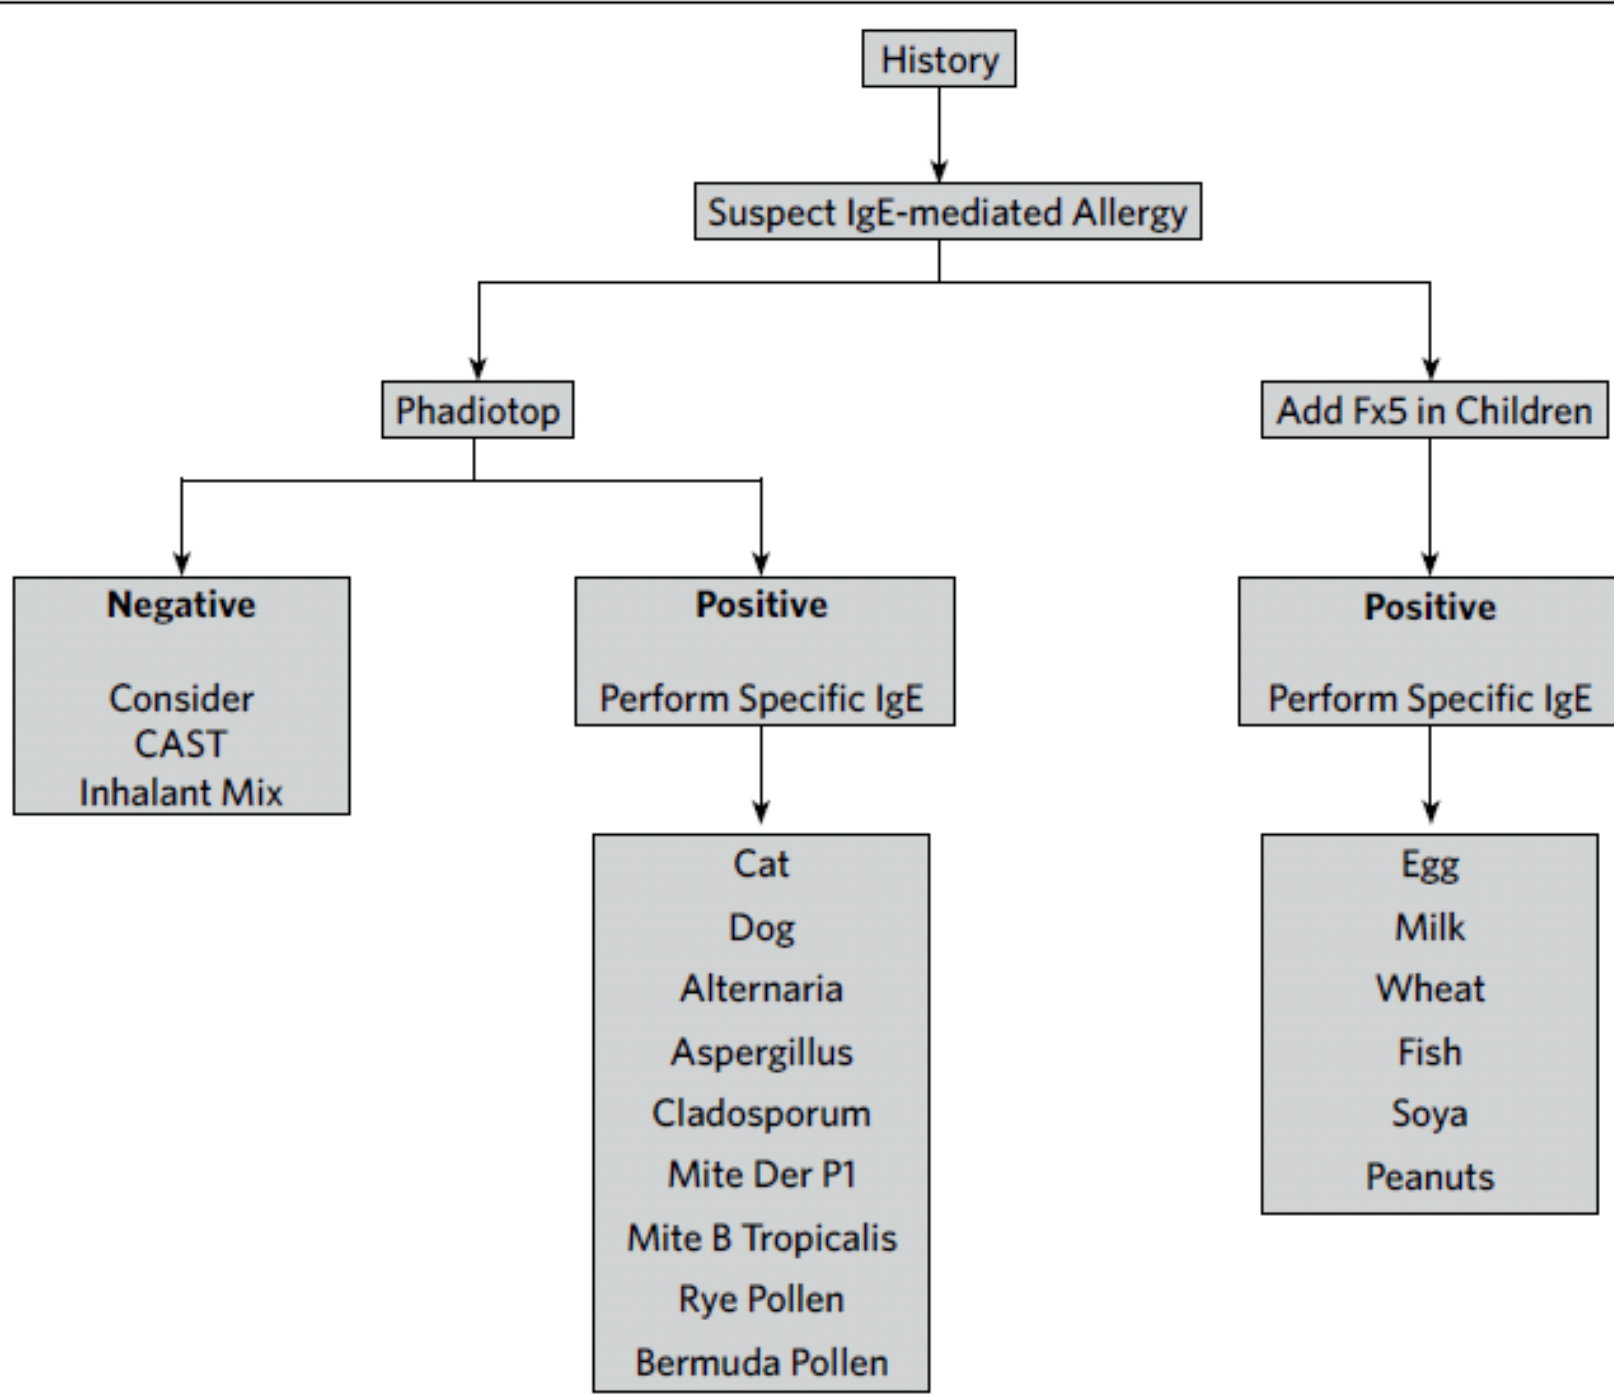 History
Suspect IgE-mediated Allergy
Phadiotop
Add Fx5 in Children
Negative
Consider
CAST
Inhalant Mix
Positive
Perform Specific IgE
Positive
Perform Specific IgE
Cat
Dog
Alternaria
Aspergillus
Cladosporum
Mite Der P1
Mite B Tropicalis
Rye Pollen
Bermuda Pollen
Egg
Milk
Wheat
Fish
Soya
Peanuts